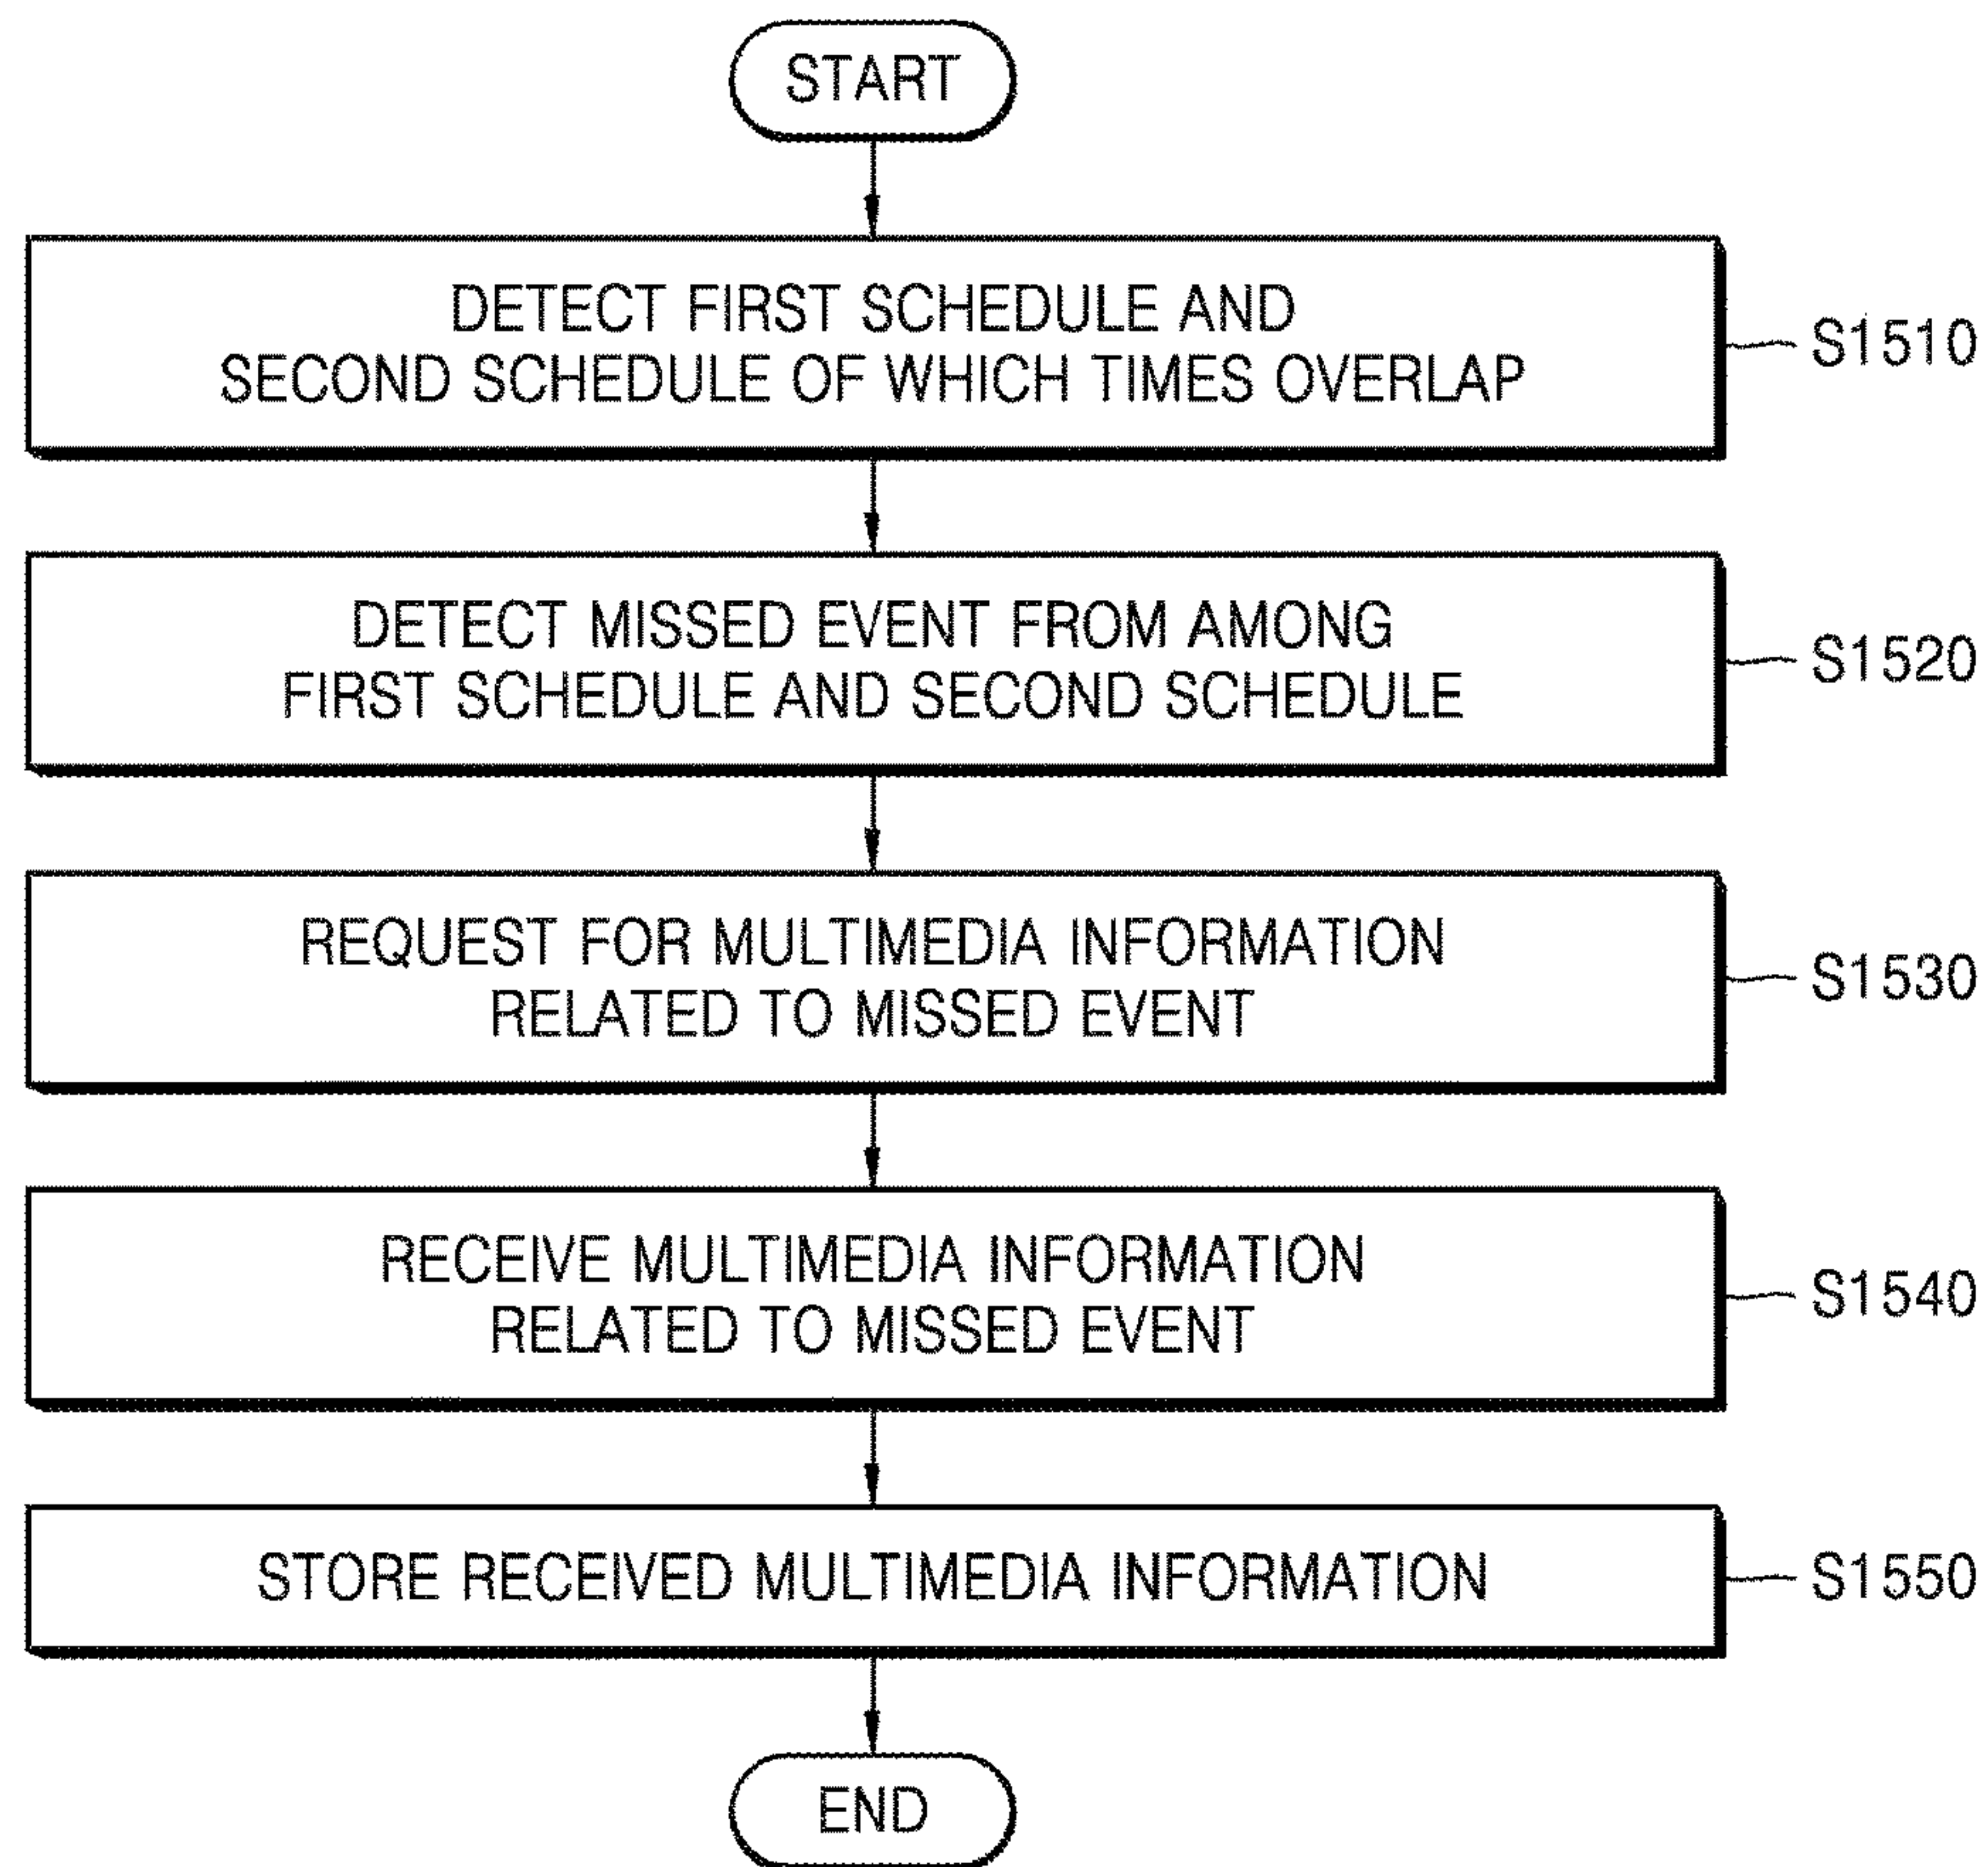 START
DETECT FIRST SCHEDULE AND
SECOND SCHEDULE OF WHICH TIMES OVERLAP
S1510
DETECT MISSED EVENT FROM AMONG
FIRST SCHEDULE AND SECOND SCHEDULE
S1520
REQUEST FOR MULTIMEDIA INFORMATION
RELATED TO MISSED EVENT
S1530
RECEIVE MULTIMEDIA INFORMATION
RELATED TO MISSED EVENT
S1540
STORE RECEIVED MULTIMEDIA INFORMATION
S1550
END